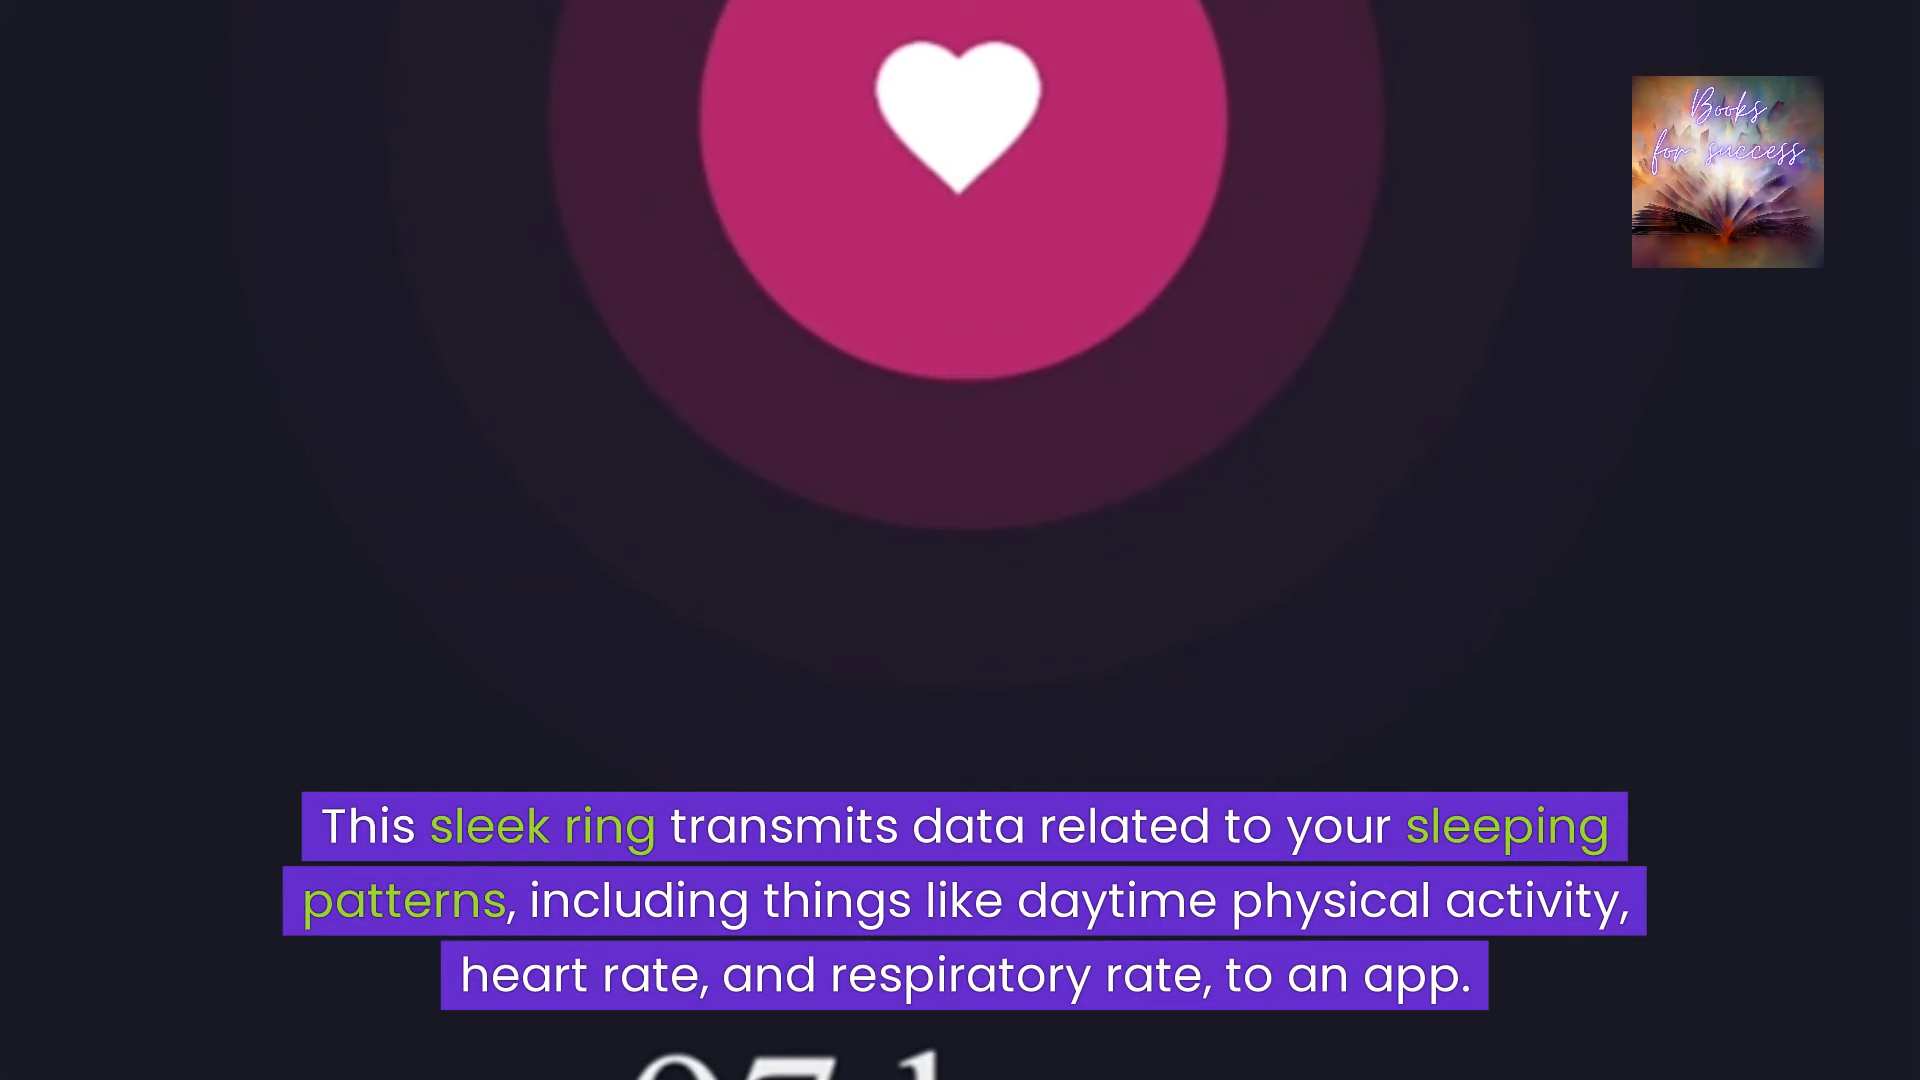 Books
for success
This sleek ring transmits data related to your sleeping
patterns, including things like daytime physical activity,
heart rate, and respiratory rate, to an app.